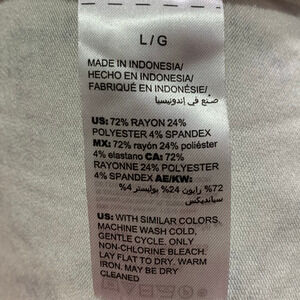 L / G
MADE IN INDONESIA/
HECHO EN INDONESIA/
FABRIQUÉ EN INDONÉSIE/
صنع في إندونيسيا
US: 72% RAYON 24%
POLYESTER 4% SPANDEX
MX: 72% rayón 24% poliéster
4% elastano CA: 72%
RAYONNE 24% POLYESTER
4% SPANDEX AE/KW:
72% رايون 24% بوليستر 4%
سبانديكس
US: WITH SIMILAR COLORS.
MACHINE WASH COLD,
GENTLE CYCLE. ONLY
NON-CHLORINE BLEACH.
LAY FLAT TO DRY. WARM
IRON. MAY BE DRY
CLEANED